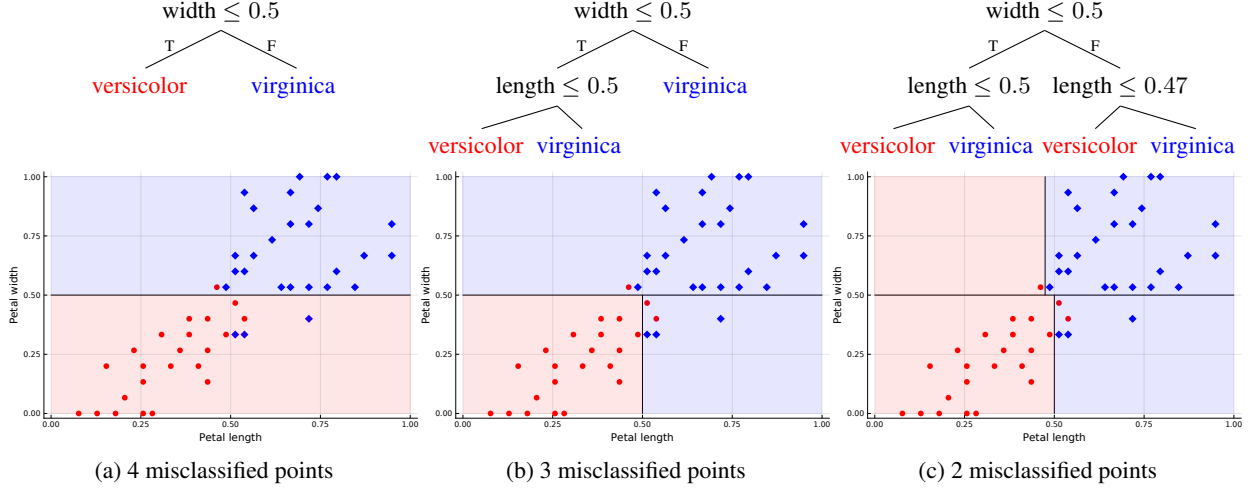 width ≤ 0.5
T F
versicolor virginica
1.00
0.75
0.50
0.25
0.00
Petal width
0.00 0.25 0.50 0.75 1.00
Petal length
(a) 4 misclassified points
width ≤ 0.5
T F
length ≤ 0.5 virginica
versicolor virginica
1.00
0.75
0.50
0.25
0.00
Petal width
0.00 0.25 0.50 0.75 1.00
Petal length
(b) 3 misclassified points
width ≤ 0.5
T F
length ≤ 0.5 length ≤ 0.47
versicolor virginica versicolor virginica
1.00
0.75
0.50
0.25
0.00
Petal width
0.00 0.25 0.50 0.75 1.00
Petal length
(c) 2 misclassified points